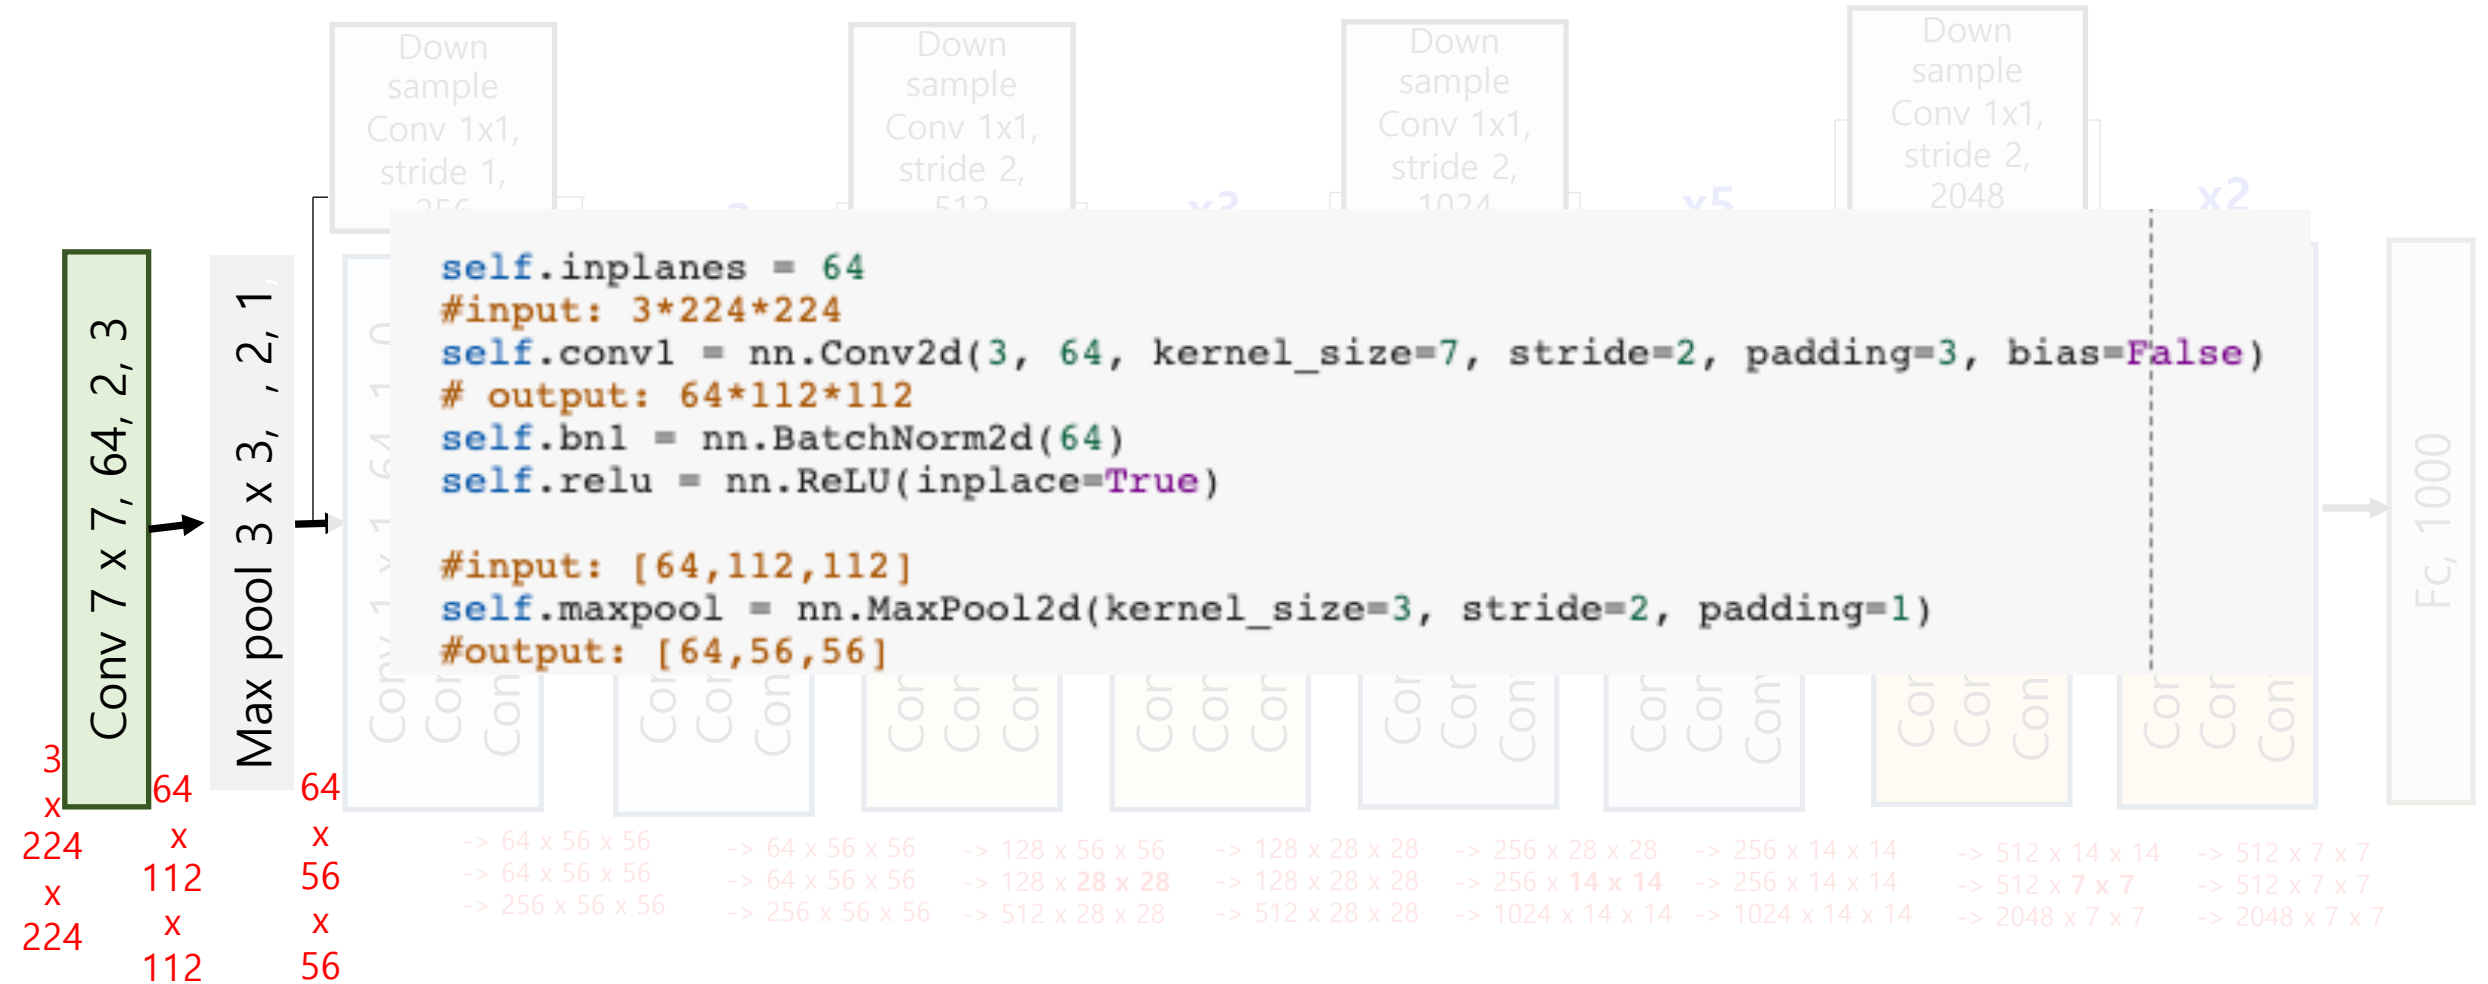 Down
sample
Conv 1x1,
stride 1,
256
Down
sample
Conv 1x1,
stride 2,
512
Down
sample
Conv 1x1,
stride 2,
1024
Down
sample
Conv 1x1,
stride 2,
2048
x3
x5
x2
Conv 7 x 7, 64, 2, 3
Max pool 3 x 3, , 2, 1,
self.inplanes = 64
#input: 3*224*224
self.conv1 = nn.Conv2d(3, 64, kernel_size=7, stride=2, padding=3, bias=False)
# output: 64*112*112
self.bn1 = nn.BatchNorm2d(64)
self.relu = nn.ReLU(inplace=True)
#input: [64,112,112]
self.maxpool = nn.MaxPool2d(kernel_size=3, stride=2, padding=1)
#output: [64,56,56]
Fc, 1000
3
x
224
x
224
64
x
112
x
112
64
x
56
x
56
-> 64 x 56 x 56
-> 64 x 56 x 56
-> 256 x 56 x 56
-> 64 x 56 x 56
-> 64 x 56 x 56
-> 256 x 56 x 56
-> 128 x 56 x 56
-> 128 x 28 x 28
-> 512 x 28 x 28
-> 128 x 28 x 28
-> 128 x 28 x 28
-> 512 x 28 x 28
-> 256 x 28 x 28
-> 256 x 14 x 14
-> 1024 x 14 x 14
-> 256 x 14 x 14
-> 256 x 14 x 14
-> 1024 x 14 x 14
-> 512 x 14 x 14
-> 512 x 7 x 7
-> 2048 x 7 x 7
-> 512 x 7 x 7
-> 512 x 7 x 7
-> 2048 x 7 x 7